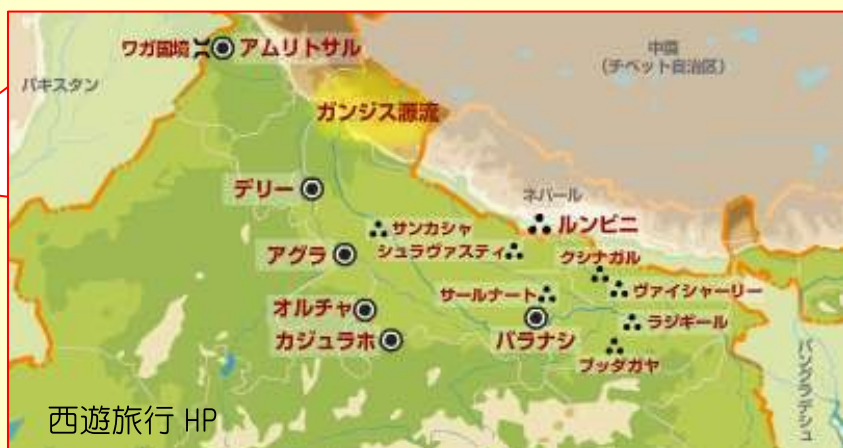 ワガ国境
アムリトサル
中国
(チベット自治区)
パキスタン
ガンジス源流
デリー
ネパール
ルンビニ
サンカシャ
シュラヴァスティ
アグラ
クシナガル
ヴァイシャーリー
サールナート
オルチャ
ラジギール
カジュラホ
バラナシ
ブッダガヤ
バングラデシュ
西遊旅行 HP